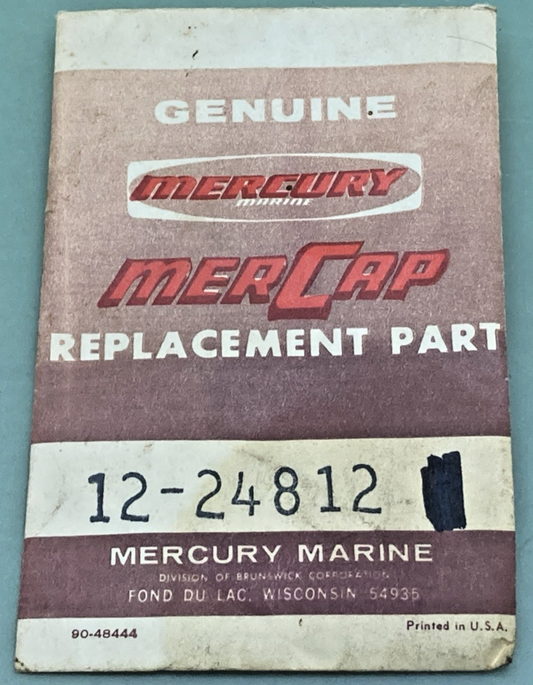 GENUINE
MERCURY
MARINE
MERCAP
REPLACEMENT PART
12-24812
MERCURY MARINE
DIVISION OF BRUNSWICK CORPORATION
FOND DU LAC, WISCONSIN 54935
90-48444
Printed in U.S.A.